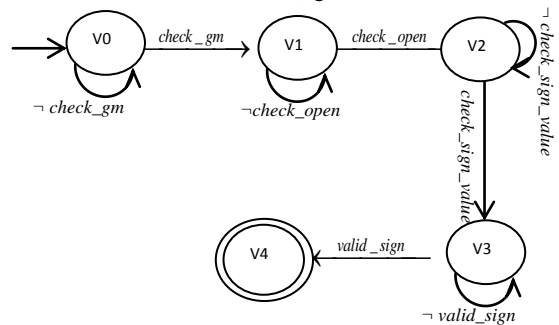 V0
check_gm
V1
check_open
V2
¬ check_sign_value
¬ check_gm
¬check_open
check_sign_value
V4
valid_sign
V3
¬ valid_sign